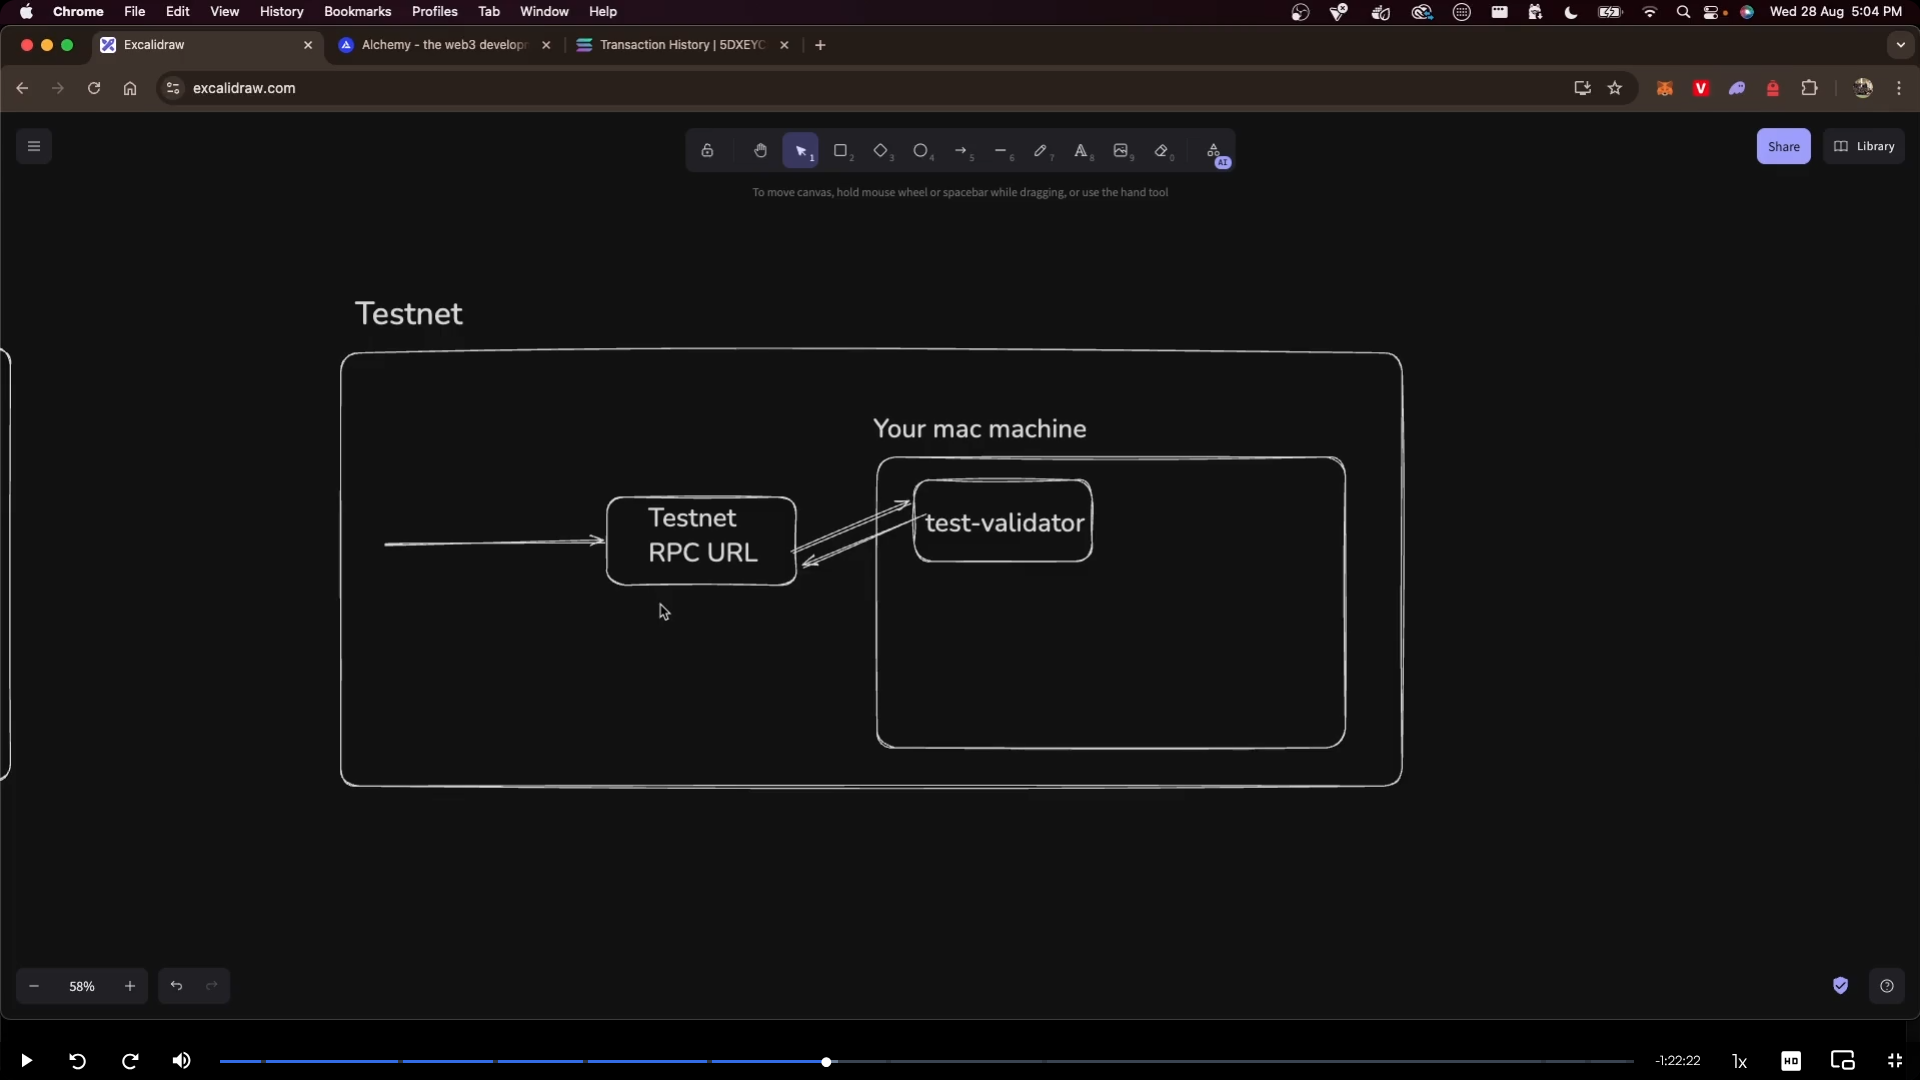 Chrome File Edit View History Bookmarks Profiles Tab Window Help
Wed 28 Aug 5:04 PM
Excalidraw
Alchemy - the web3 develop
Transaction History | 5DXEYC
excalidraw.com
V
1 2 3 4 5 6 7 8 9 0 AI
Share
Library
To move canvas, hold mouse wheel or spacebar while dragging, or use the hand tool
Testnet
Your mac machine
Testnet
RPC URL
test-validator
58%
-1:22:22
1x
HD